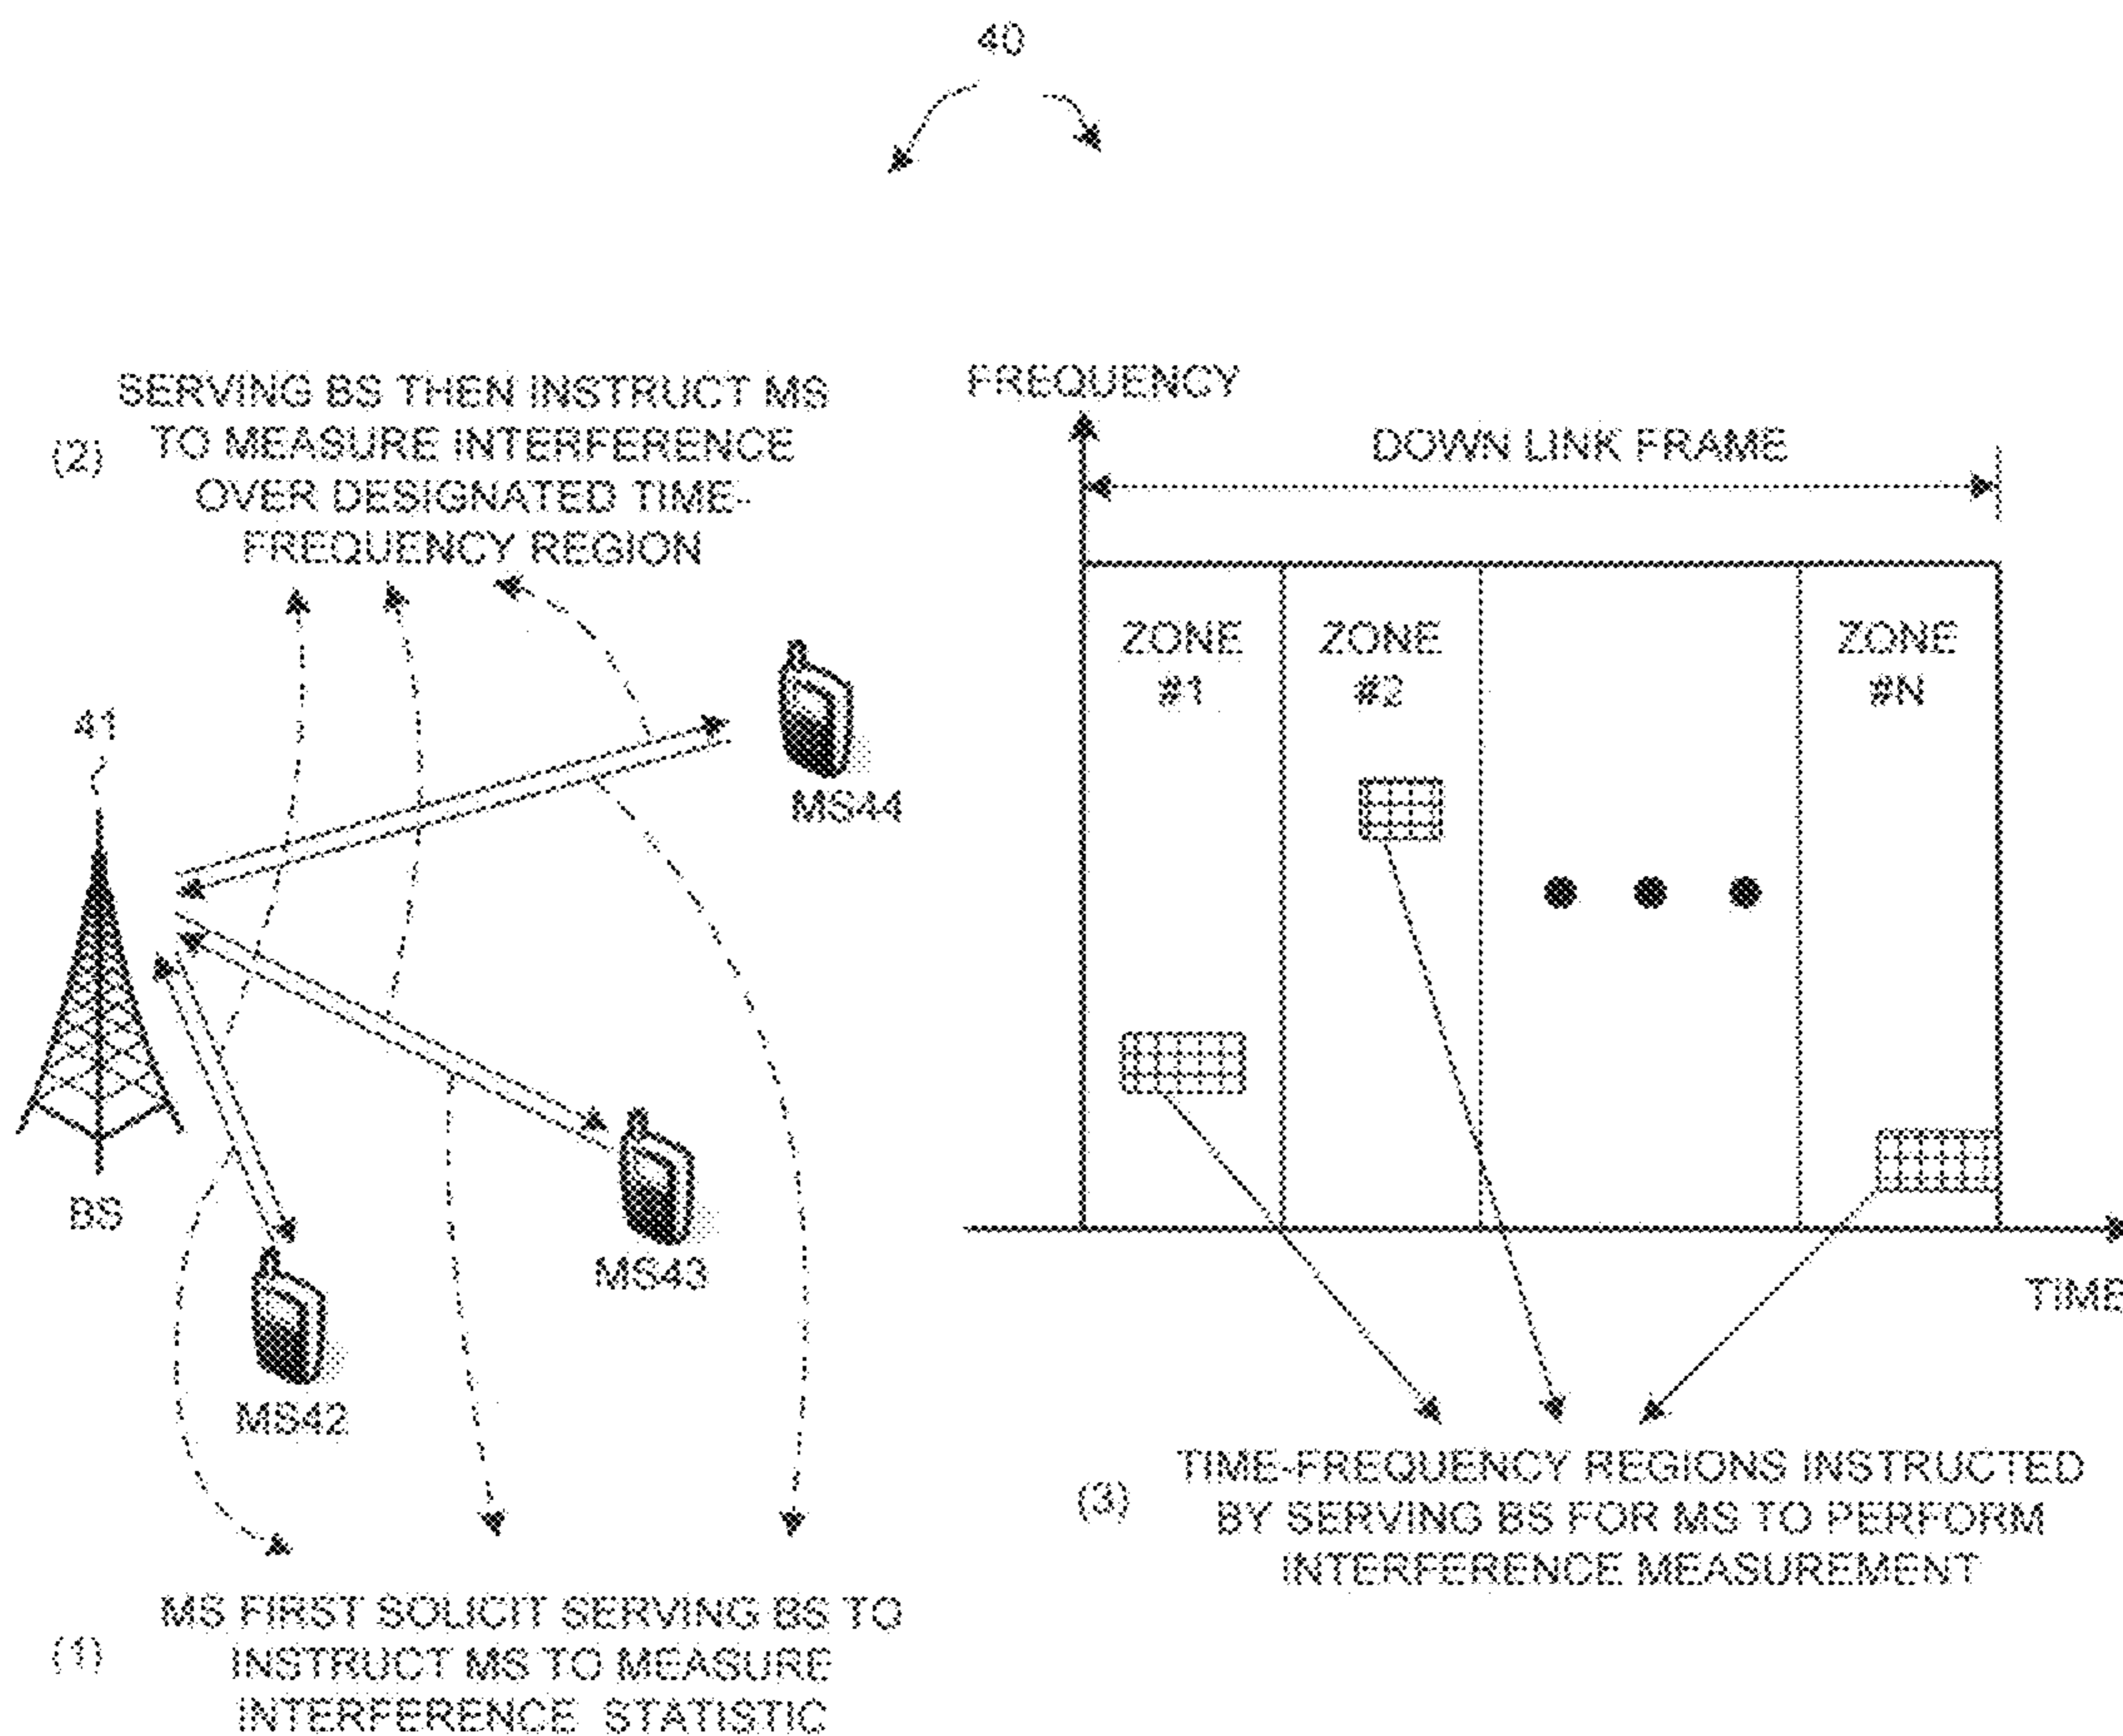 40
SERVING BS THEN INSTRUCT MS
(2) TO MEASURE INTERFERENCE
OVER DESIGNATED TIME-
FREQUENCY REGION
41
BS
MS44
MS43
MS42
(1) MS FIRST SOLICIT SERVING BS TO
INSTRUCT MS TO MEASURE
INTERFERENCE STATISTIC
FREQUENCY
DOWN LINK FRAME
ZONE
#1
ZONE
#2
ZONE
#N
TIME
(3) TIME-FREQUENCY REGIONS INSTRUCTED
BY SERVING BS FOR MS TO PERFORM
INTERFERENCE MEASUREMENT